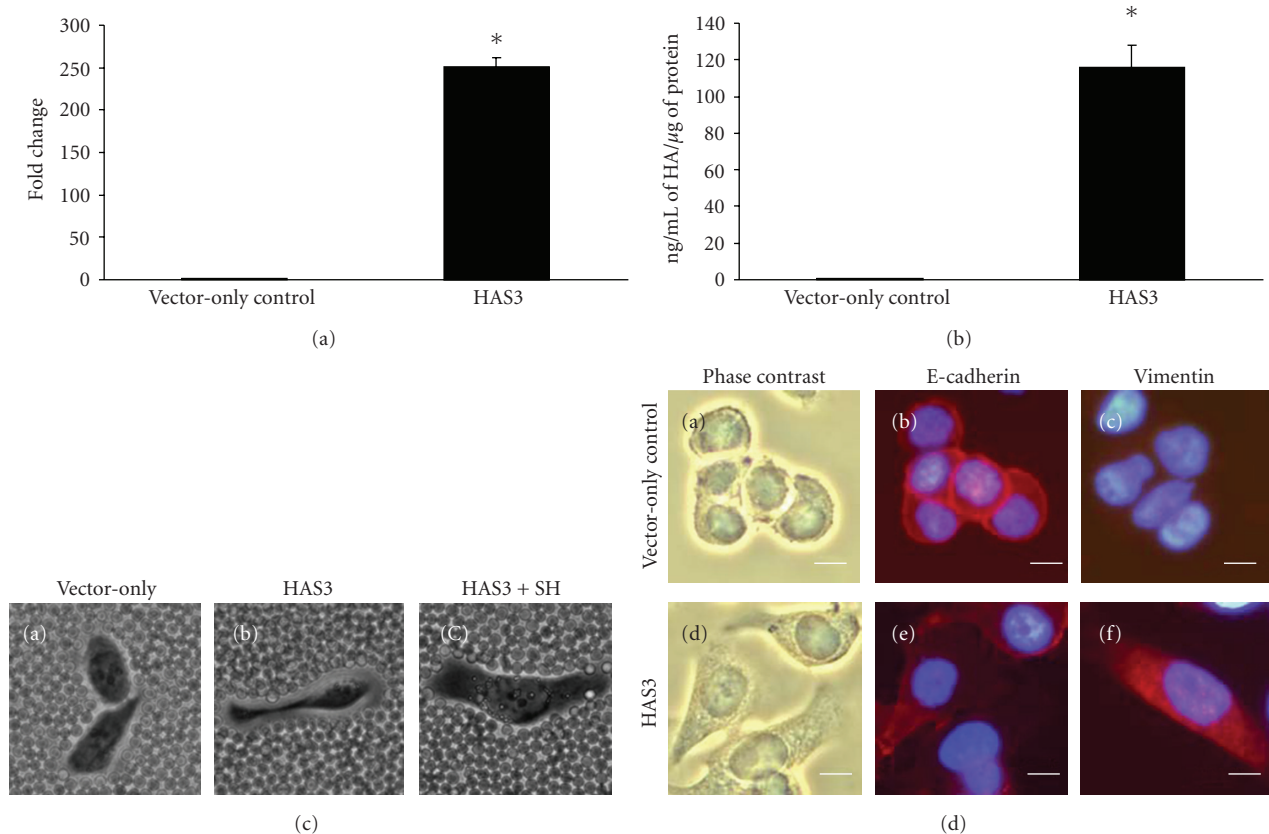 300
250
200
150
100
50
0
Fold change
*
Vector-only control HAS3
(a)
140
120
100
80
60
40
20
0
ng/mL of HA/µg of protein
*
Vector-only control HAS3
(b)
Vector-only HAS3 HAS3 + SH
(a) (b) (C)
(c)
Phase contrast E-cadherin Vimentin
Vector-only control
(a) (b) (c)
HAS3
(d) (e) (f)
(d)